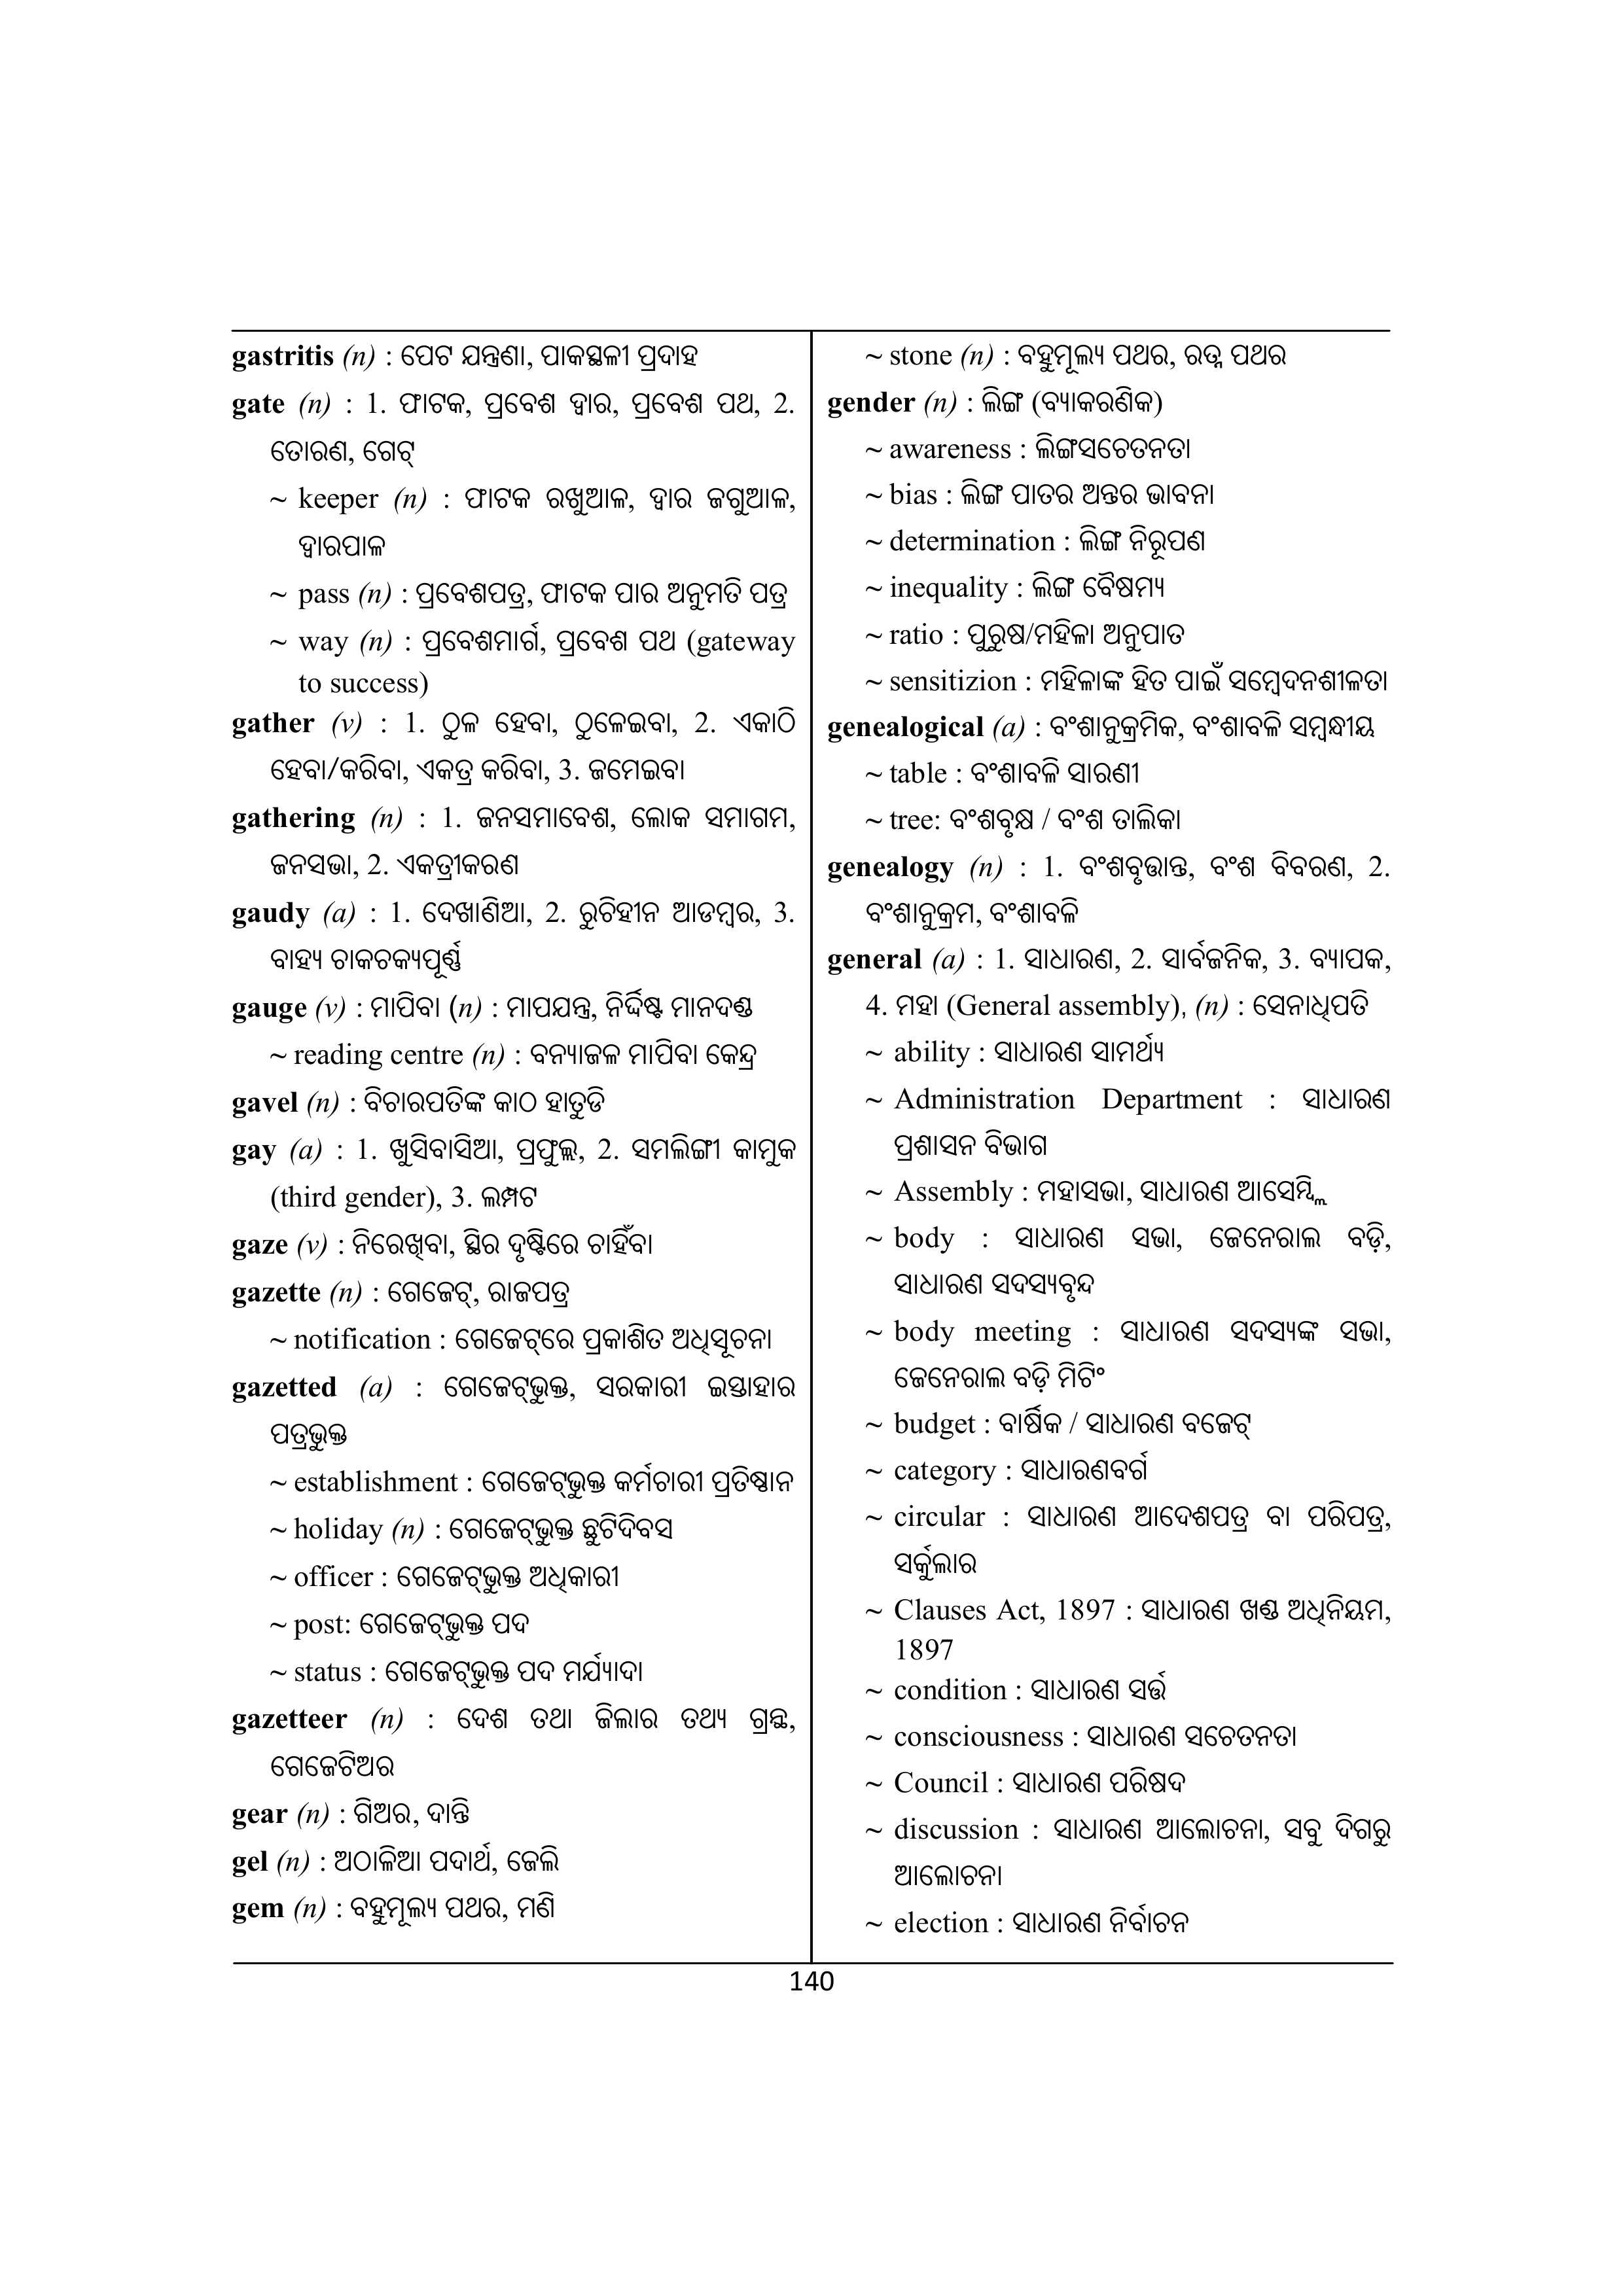 gastritis (n) : ପେଟ ଯନ୍ତ୍ରଣା, ପାକସ୍ଥଳୀ ପ୍ରଦାହ
gate (n) : 1. ଫାଟକ, ପ୍ରବେଶ ଦ୍ୱାର, ପ୍ରବେଶ ପଥ, 2.
ତୋରଣ, ଗେଟ୍
~ keeper (n) : ଫାଟକ ରଖୁଆଳ, ଦ୍ୱାର ଜଗୁଆଳ,
ଦ୍ୱାରପାଳ
~ pass (n) : ପ୍ରବେଶପତ୍ର, ଫାଟକ ପାର ଅନୁମତି ପତ୍ର
~ way (n) : ପ୍ରବେଶମାର୍ଗ, ପ୍ରବେଶ ପଥ (gateway
to success)
gather (v) : 1. ଠୁଳ ହେବା, ଠୁଳେଇବା, 2. ଏକାଠି
ହେବା/କରିବା, ଏକତ୍ର କରିବା, 3. ଜମେଇବା
gathering (n) : 1. ଜନସମାବେଶ, ଲୋକ ସମାଗମ,
ଜନସଭା, 2. ଏକତ୍ରୀକରଣ
gaudy (a) : 1. ଦେଖାଣିଆ, 2. ରୁଚିହୀନ ଆଡମ୍ବର, 3.
ବାହ୍ୟ ଚାକଚକ୍ୟପୂର୍ଣ୍ଣ
gauge (v) : ମାପିବା (n) : ମାପଯନ୍ତ୍ର, ନିର୍ଦ୍ଦିଷ୍ଟ ମାନଦଣ୍ଡ
~ reading centre (n) : ବନ୍ୟାଜଳ ମାପିବା କେନ୍ଦ୍ର
gavel (n) : ବିଚାରପତିଙ୍କ କାଠ ହାତୁଡି
gay (a) : 1. ଖୁସିବାସିଆ, ପ୍ରଫୁଲ୍ଲ, 2. ସମଲିଙ୍ଗୀ କାମୁକ
(third gender), 3. ଲମ୍ପଟ
gaze (v) : ନିରେଖିବା, ସ୍ଥିର ଦୃଷ୍ଟିରେ ଚାହିଁବା
gazette (n) : ଗେଜେଟ୍, ରାଜପତ୍ର
~ notification : ଗେଜେଟ୍‌ରେ ପ୍ରକାଶିତ ଅଧିସୂଚନା
gazetted (a) : ଗେଜେଟ୍‌ଭୁକ୍ତ, ସରକାରୀ ଇସ୍ତାହାର
ପତ୍ରଭୁକ୍ତ
~ establishment : ଗେଜେଟ୍‌ଭୁକ୍ତ କର୍ମଚାରୀ ପ୍ରତିଷ୍ଠାନ
~ holiday (n) : ଗେଜେଟ୍‌ଭୁକ୍ତ ଛୁଟିଦିବସ
~ officer : ଗେଜେଟ୍‌ଭୁକ୍ତ ଅଧିକାରୀ
~ post: ଗେଜେଟ୍‌ଭୁକ୍ତ ପଦ
~ status : ଗେଜେଟ୍‌ଭୁକ୍ତ ପଦ ମର୍ଯ୍ୟାଦା
gazetteer (n) : ଦେଶ ତଥା ଜିଲାର ତଥ୍ୟ ଗ୍ରନ୍ଥ,
ଗେଜେଟିଅର
gear (n) : ଗିଅର, ଦାନ୍ତି
gel (n) : ଅଠାଳିଆ ପଦାର୍ଥ, ଜେଲି
gem (n) : ବହୁମୂଲ୍ୟ ପଥର, ମଣି
~ stone (n) : ବହୁମୂଲ୍ୟ ପଥର, ରତ୍ନ ପଥର
gender (n) : ଲିଙ୍ଗ (ବ୍ୟାକରଣିକ)
~ awareness : ଲିଙ୍ଗସଚେତନତା
~ bias : ଲିଙ୍ଗ ପାତର ଅନ୍ତର ଭାବନା
~ determination : ଲିଙ୍ଗ ନିରୂପଣ
~ inequality : ଲିଙ୍ଗ ବୈଷମ୍ୟ
~ ratio : ପୁରୁଷ/ମହିଳା ଅନୁପାତ
~ sensitizion : ମହିଳାଙ୍କ ହିତ ପାଇଁ ସମ୍ବେଦନଶୀଳତା
genealogical (a) : ବଂଶାନୁକ୍ରମିକ, ବଂଶାବଳି ସମ୍ବନ୍ଧୀୟ
~ table : ବଂଶାବଳି ସାରଣୀ
~ tree: ବଂଶବୃକ୍ଷ / ବଂଶ ତାଲିକା
genealogy (n) : 1. ବଂଶବୃତ୍ତାନ୍ତ, ବଂଶ ବିବରଣ, 2.
ବଂଶାନୁକ୍ରମ, ବଂଶାବଳି
general (a) : 1. ସାଧାରଣ, 2. ସାର୍ବଜନିକ, 3. ବ୍ୟାପକ,
4. ମହା (General assembly), (n) : ସେନାଧିପତି
~ ability : ସାଧାରଣ ସାମର୍ଥ୍ୟ
~ Administration Department : ସାଧାରଣ
ପ୍ରଶାସନ ବିଭାଗ
~ Assembly : ମହାସଭା, ସାଧାରଣ ଆସେମ୍ବ୍ଲି
~ body : ସାଧାରଣ ସଭା, ଜେନେରାଲ ବଡ଼ି,
ସାଧାରଣ ସଦସ୍ୟବୃନ୍ଦ
~ body meeting : ସାଧାରଣ ସଦସ୍ୟଙ୍କ ସଭା,
ଜେନେରାଲ ବଡ଼ି ମିଟିଂ
~ budget : ବାର୍ଷିକ / ସାଧାରଣ ବଜେଟ୍
~ category : ସାଧାରଣବର୍ଗ
~ circular : ସାଧାରଣ ଆଦେଶପତ୍ର ବା ପରିପତ୍ର,
ସର୍କୁଲାର
~ Clauses Act, 1897 : ସାଧାରଣ ଖଣ୍ଡ ଅଧିନିୟମ,
1897
~ condition : ସାଧାରଣ ସର୍ତ୍ତ
~ consciousness : ସାଧାରଣ ସଚେତନତା
~ Council : ସାଧାରଣ ପରିଷଦ
~ discussion : ସାଧାରଣ ଆଲୋଚନା, ସବୁ ଦିଗରୁ
ଆଲୋଚନା
~ election : ସାଧାରଣ ନିର୍ବାଚନ
140